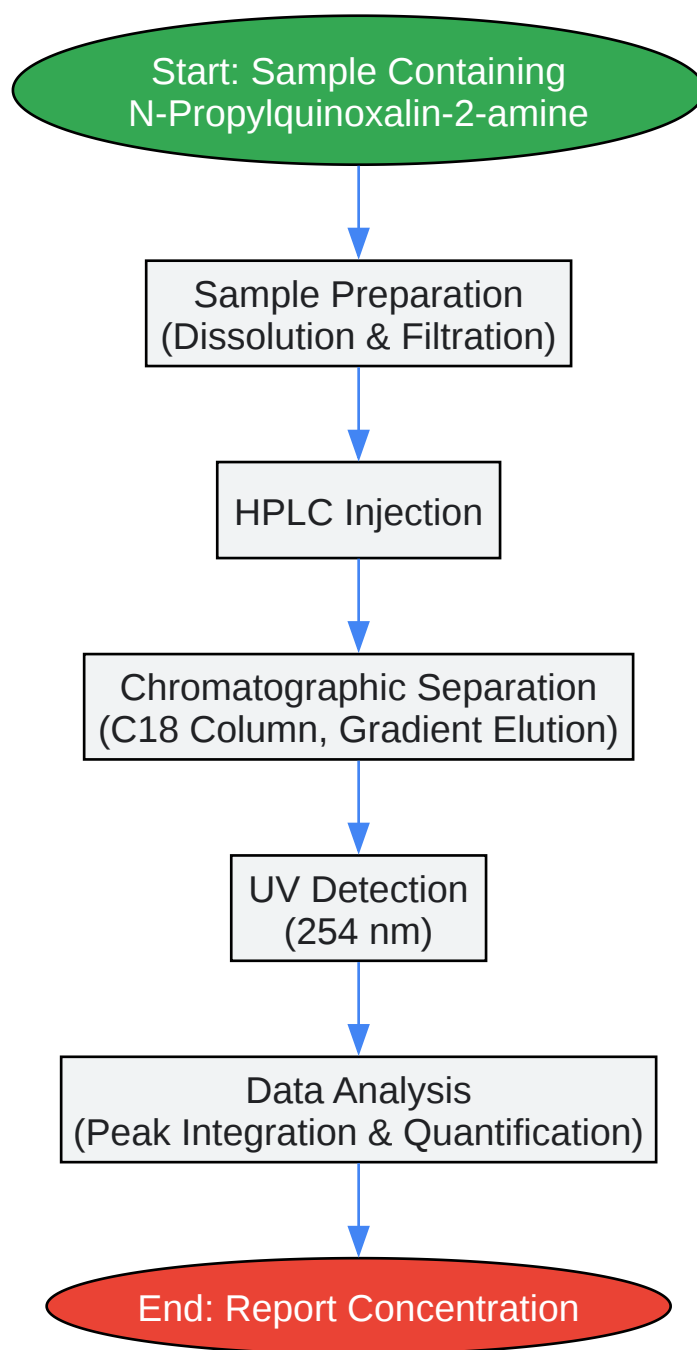 Start: Sample Containing
N-Propylquinoxalin-2-amine
Sample Preparation
(Dissolution & Filtration)
HPLC Injection
Chromatographic Separation
(C18 Column, Gradient Elution)
UV Detection
(254 nm)
Data Analysis
(Peak Integration & Quantification)
End: Report Concentration